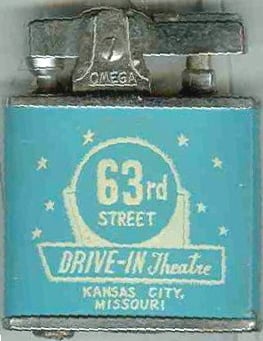 OMEGA
63rd
STREET
DRIVE-IN Theatre
KANSAS CITY,
MISSOURI